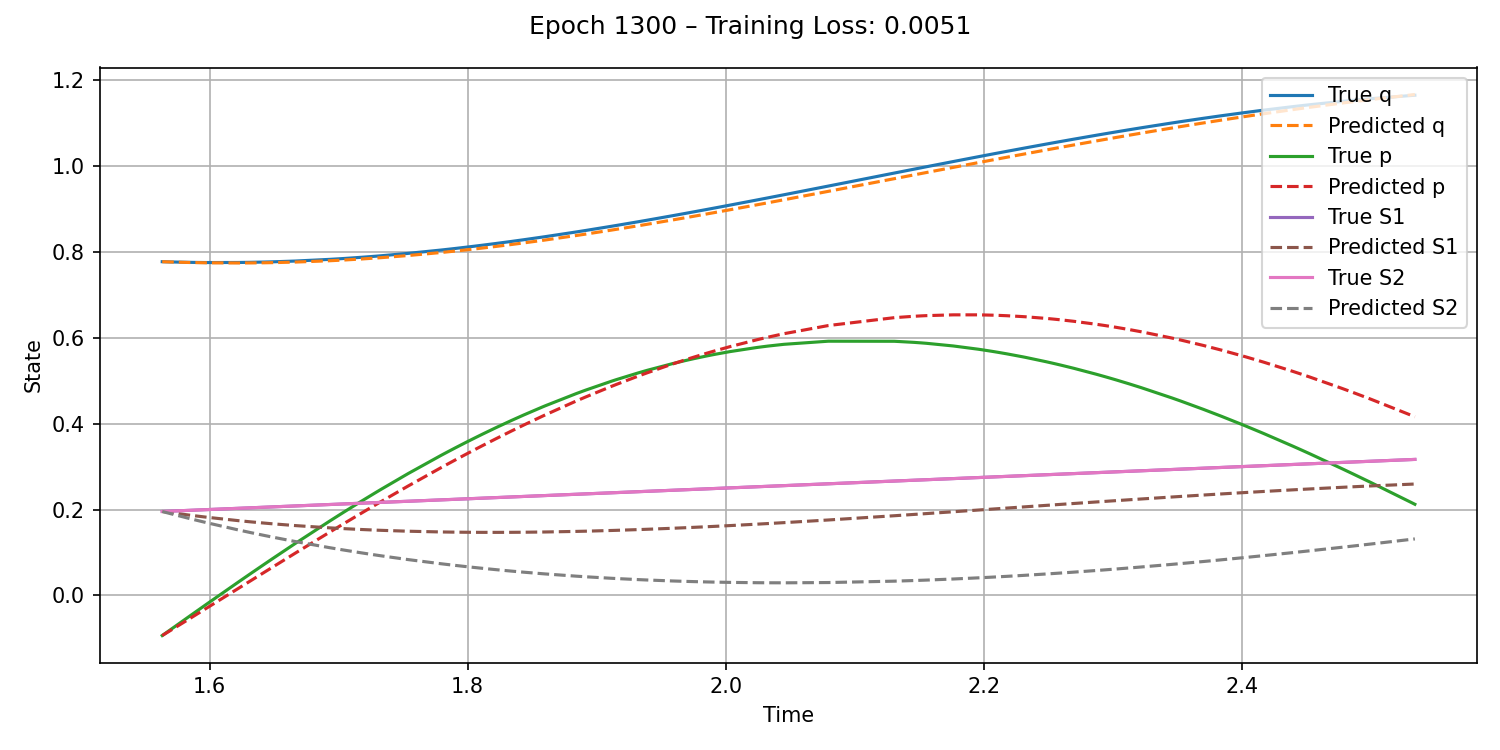 Epoch 1300 – Training Loss: 0.0051
1.2
1.0
0.8
0.6
0.4
0.2
0.0
State
True q
Predicted q
True p
Predicted p
True S1
Predicted S1
True S2
Predicted S2
1.6
1.8
2.0
2.2
2.4
Time